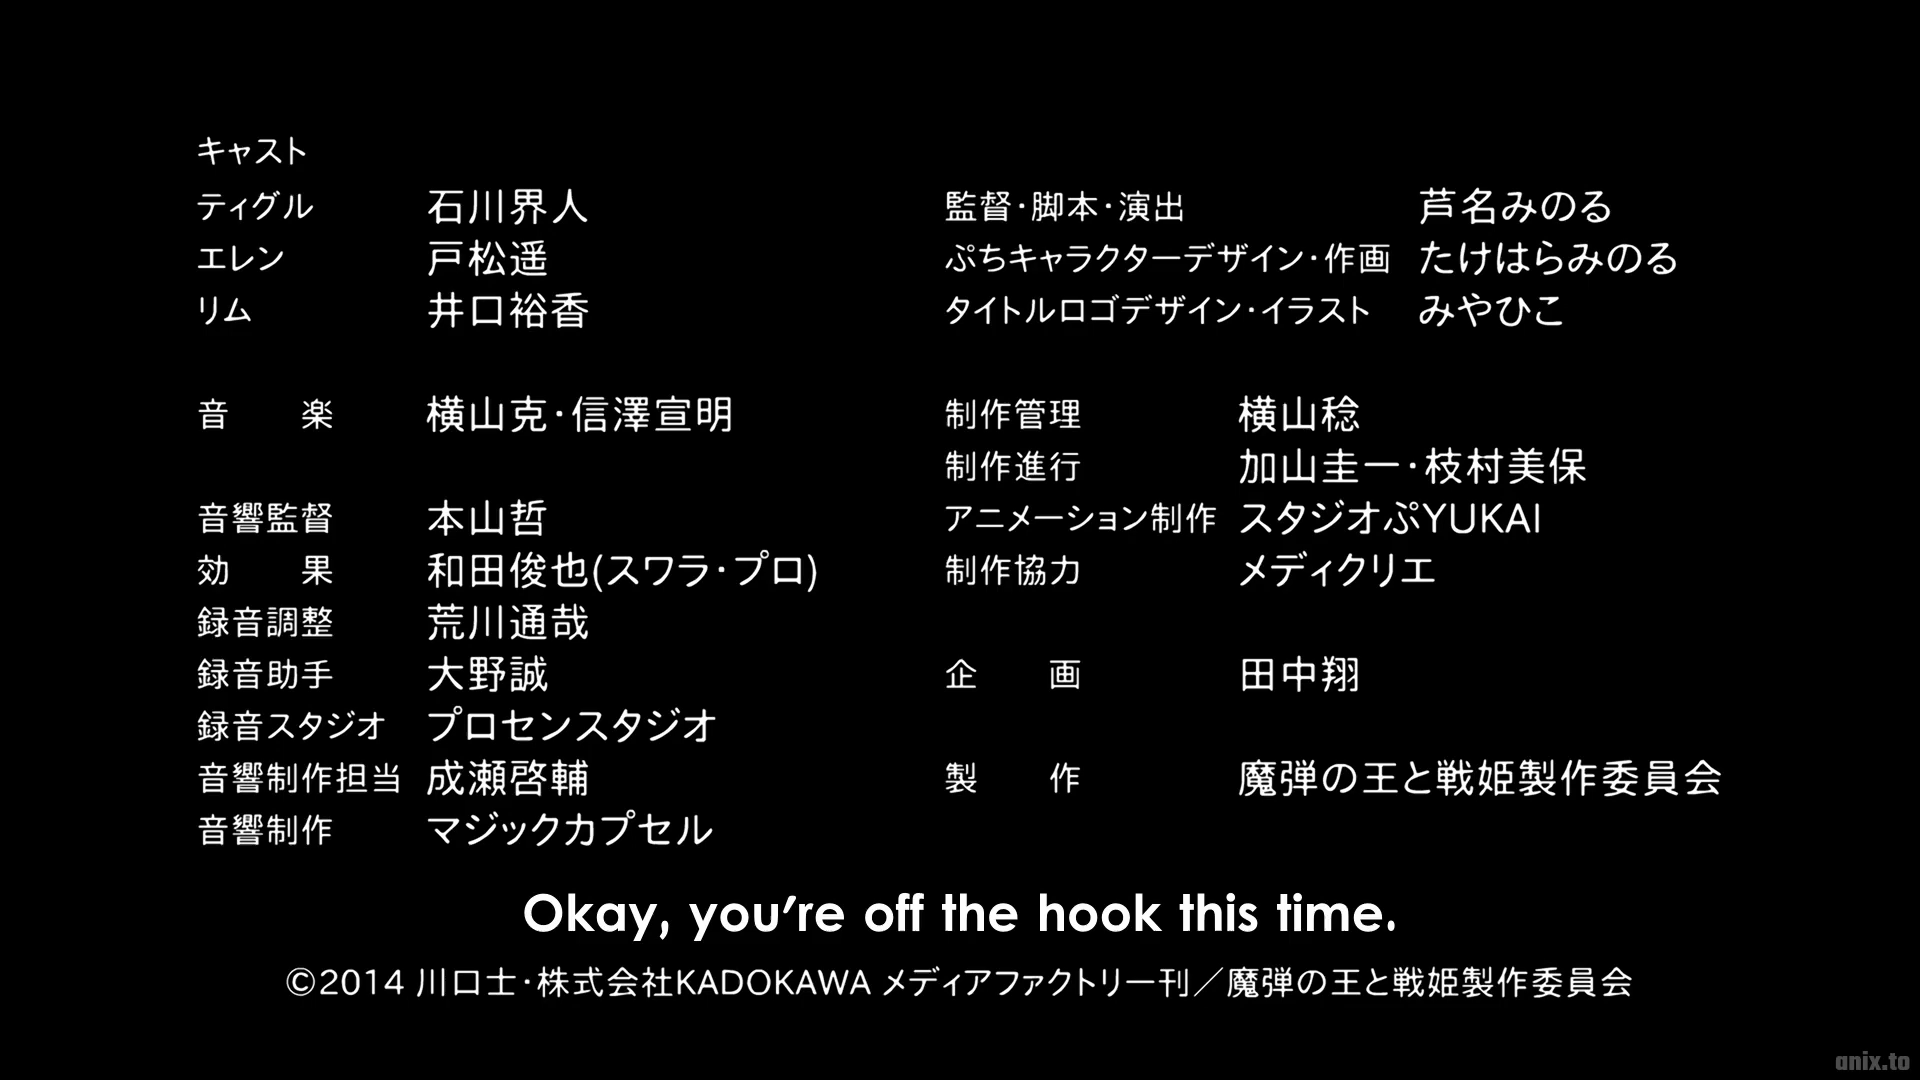 キャスト
ティグル 石川界人
エレン 戸松遥
リム 井口裕香
音 楽 横山克・信澤宣明
音響監督 本山哲
効 果 和田俊也(スワラ・プロ)
録音調整 荒川通哉
録音助手 大野誠
録音スタジオ プロセンスタジオ
音響制作担当 成瀬啓輔
音響制作 マジックカプセル
監督・脚本・演出 芦名みのる
ぷちキャラクターデザイン・作画 たけはらみのる
タイトルロゴデザイン・イラスト みやひこ
制作管理 横山稔
制作進行 加山圭一・枝村美保
アニメーション制作 スタジオぷYUKAI
制作協力 メディクリエ
企 画 田中翔
製 作 魔弾の王と戦姫製作委員会
Okay, you're off the hook this time.
©2014 川口士・株式会社KADOKAWA メディアファクトリー刊／魔弾の王と戦姫製作委員会
anix.to